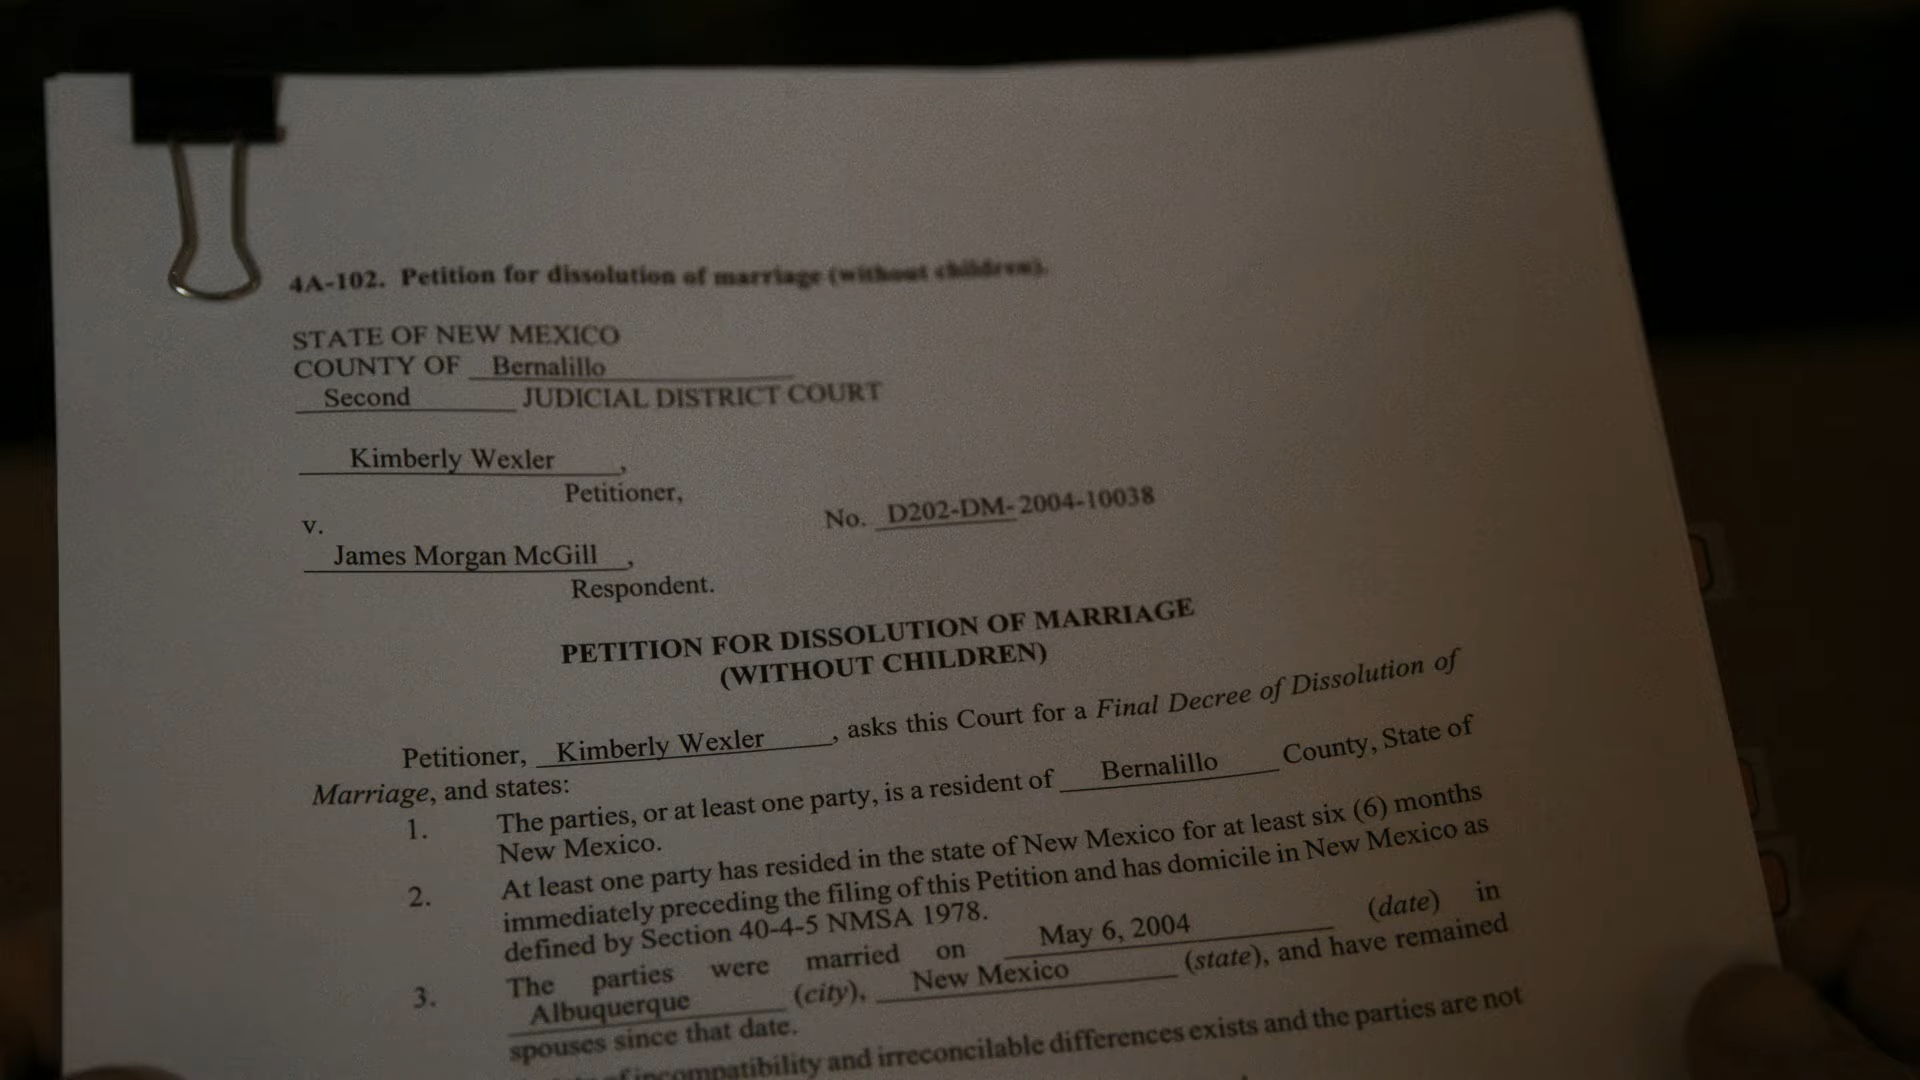 4A-102. Petition for dissolution of marriage (without children).
STATE OF NEW MEXICO
COUNTY OF Bernalillo
Second JUDICIAL DISTRICT COURT
Kimberly Wexler,
Petitioner,
v.
No. D202-DM-2004-10038
James Morgan McGill,
Respondent.
PETITION FOR DISSOLUTION OF MARRIAGE
(WITHOUT CHILDREN)
Petitioner, Kimberly Wexler, asks this Court for a Final Decree of Dissolution of
Marriage, and states:
1. The parties, or at least one party, is a resident of Bernalillo County, State of
New Mexico.
2. At least one party has resided in the state of New Mexico for at least six (6) months
immediately preceding the filing of this Petition and has domicile in New Mexico as
defined by Section 40-4-5 NMSA 1978.
3. The parties were married on May 6, 2004 (date) in
Albuquerque (city), New Mexico (state), and have remained
spouses since that date.
of incompatibility and irreconcilable differences exists and the parties are not